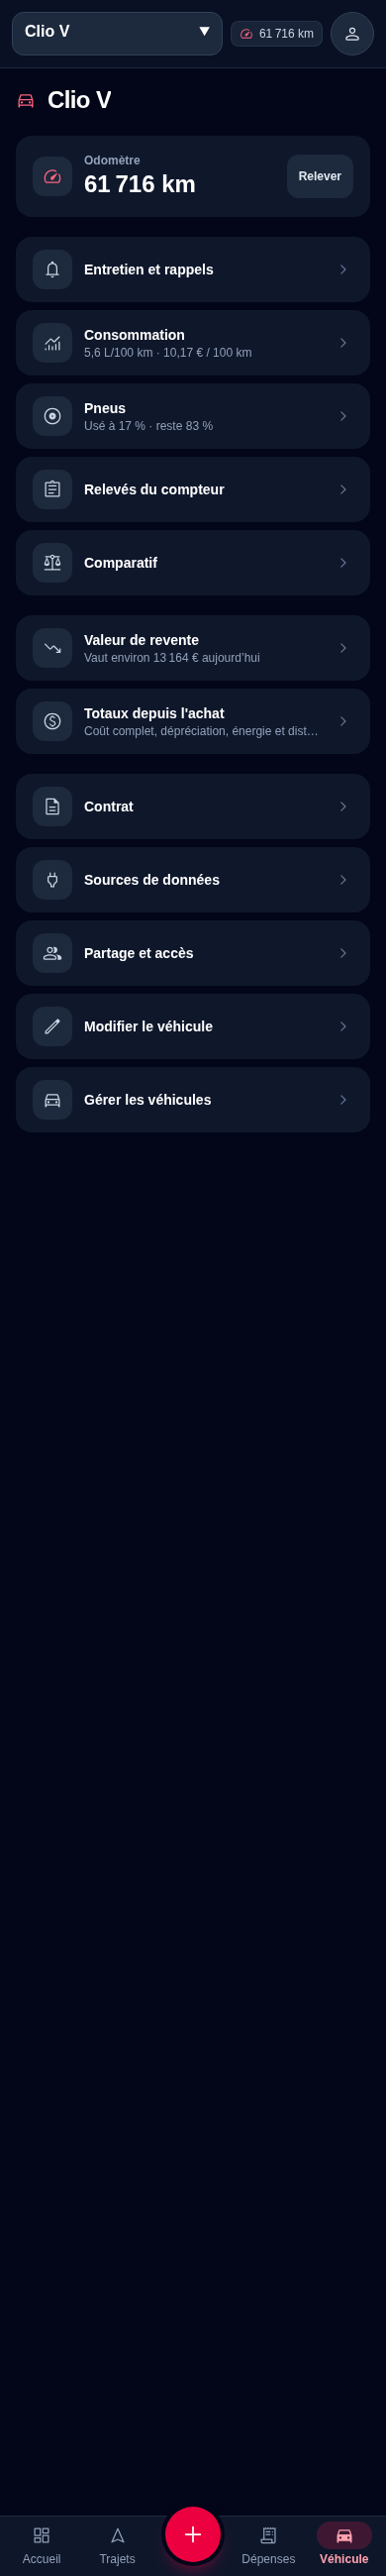 Clio V
61 716 km
Clio V
Odomètre
61 716 km
Relever
Entretien et rappels
Consommation
5,6 L/100 km · 10,17 € / 100 km
Pneus
Usé à 17 % · reste 83 %
Relevés du compteur
Comparatif
Valeur de revente
Vaut environ 13 164 € aujourd'hui
Totaux depuis l'achat
Coût complet, dépréciation, énergie et dist…
Contrat
Sources de données
Partage et accès
Modifier le véhicule
Gérer les véhicules
Accueil
Trajets
Dépenses
Véhicule